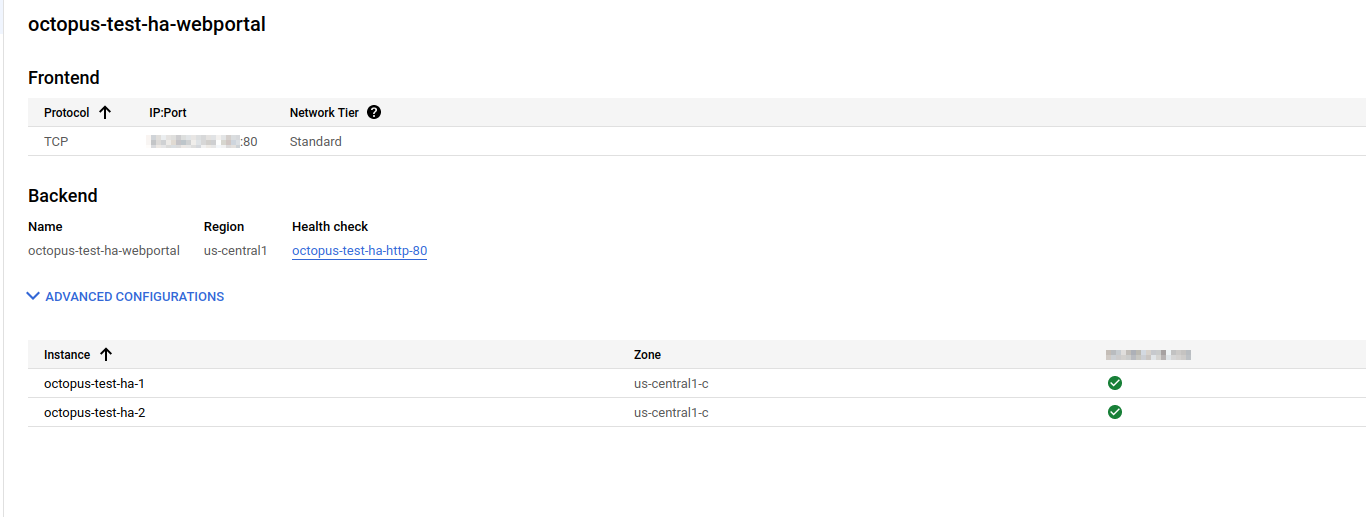 octopus-test-ha-webportal
Frontend
Protocol IP:Port Network Tier ?
TCP :80 Standard
Backend
Name Region Health check
octopus-test-ha-webportal us-central1 octopus-test-ha-http-80
ADVANCED CONFIGURATIONS
Instance Zone
octopus-test-ha-1 us-central1-c
octopus-test-ha-2 us-central1-c